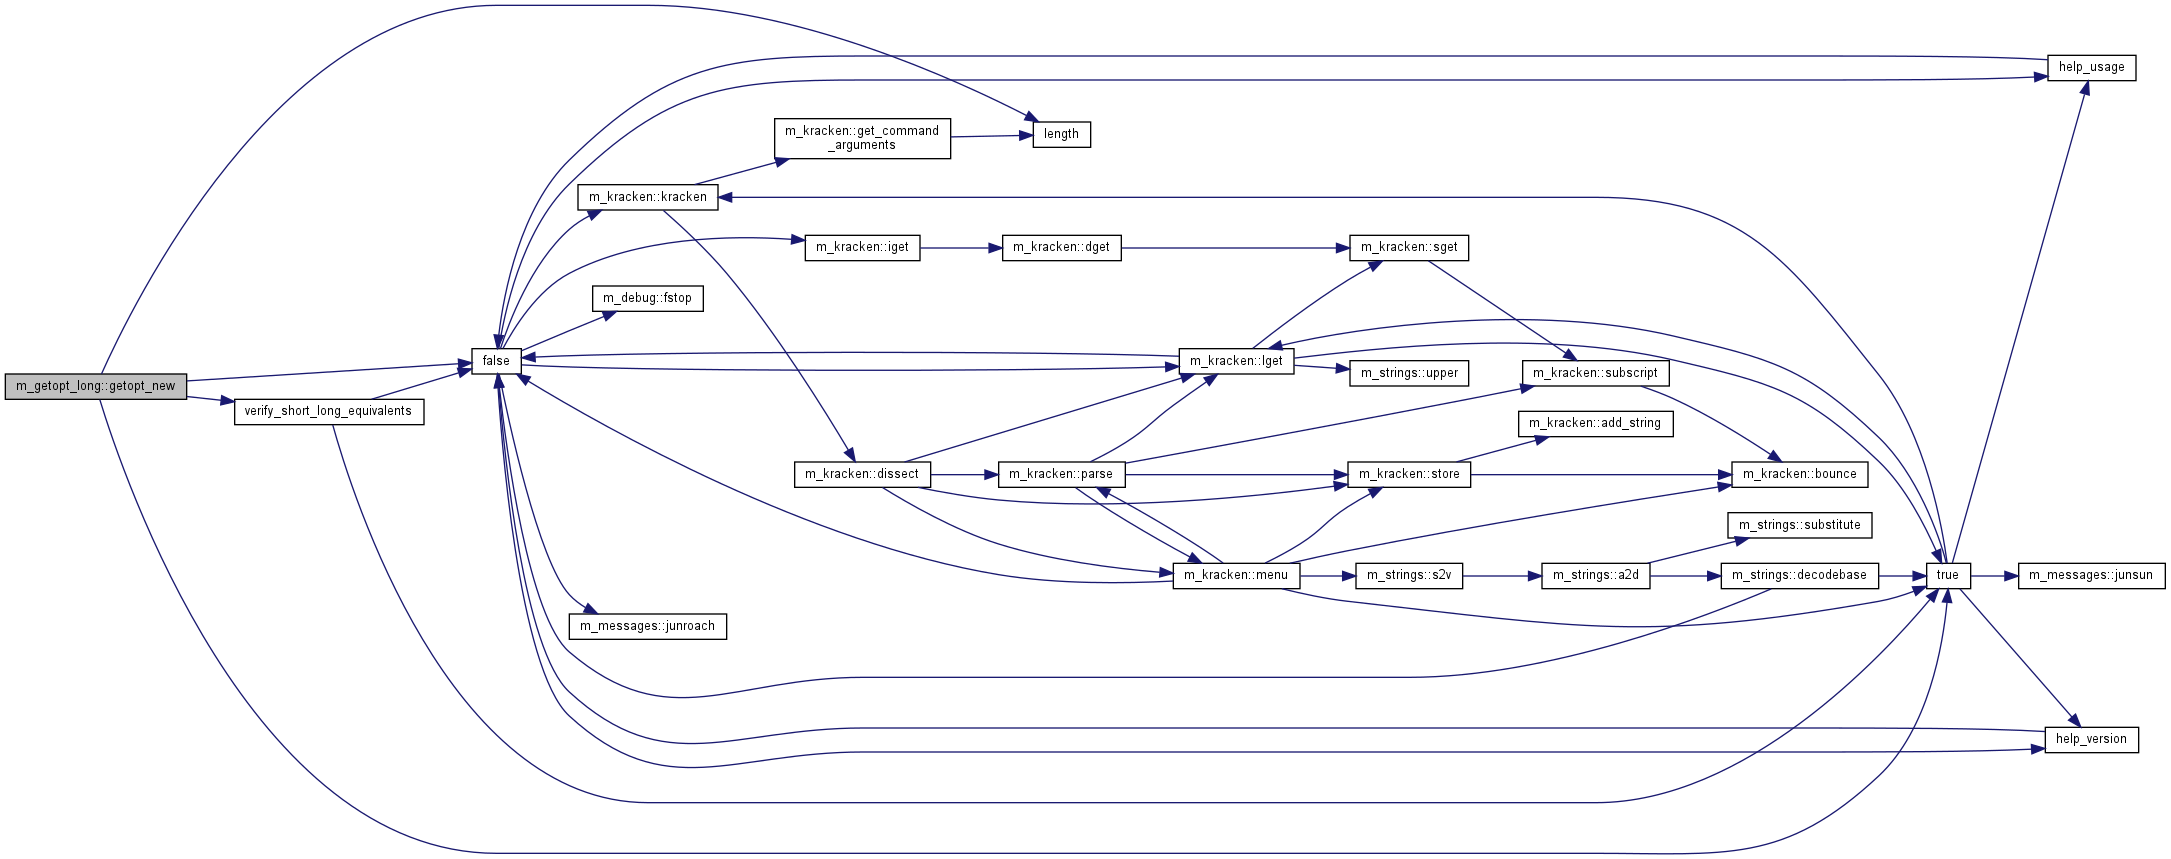 help_usage
m_kracken::get_command
_arguments
length
m_kracken::kracken
m_kracken::iget
m_kracken::dget
m_kracken::sget
m_debug::fstop
false
m_kracken::lget
m_strings::upper
m_kracken::subscript
m_getopt_long::getopt_new
verify_short_long_equivalents
m_kracken::add_string
m_kracken::dissect
m_kracken::parse
m_kracken::store
m_kracken::bounce
m_strings::substitute
m_kracken::menu
m_strings::s2v
m_strings::a2d
m_strings::decodebase
true
m_messages::junsun
m_messages::junroach
help_version